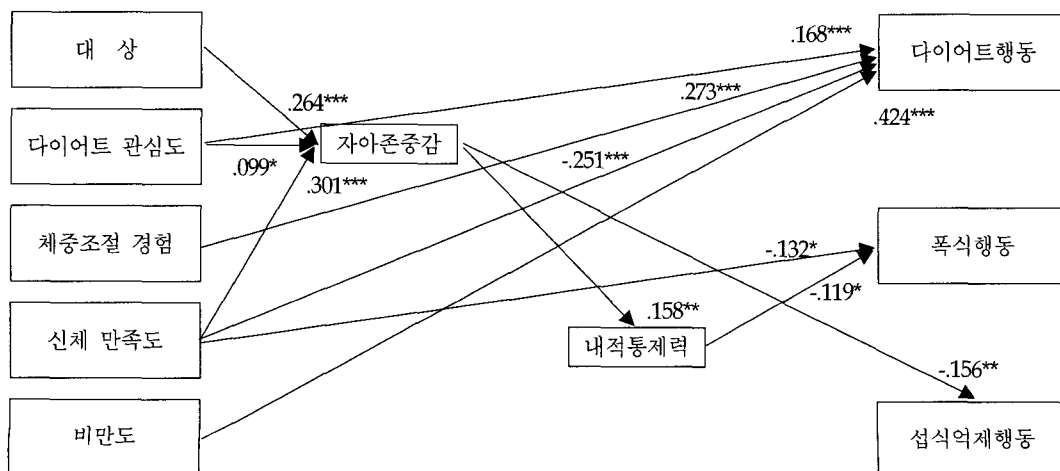 대 상
.168***
다이어트행동
.264***
.273***
다이어트 관심도
자아존중감
.424***
.099*
-.251***
.301***
체중조절 경험
-.132*
폭식행동
-.119*
신체 만족도
.158**
내적통제력
-.156**
비만도
섭식억제행동